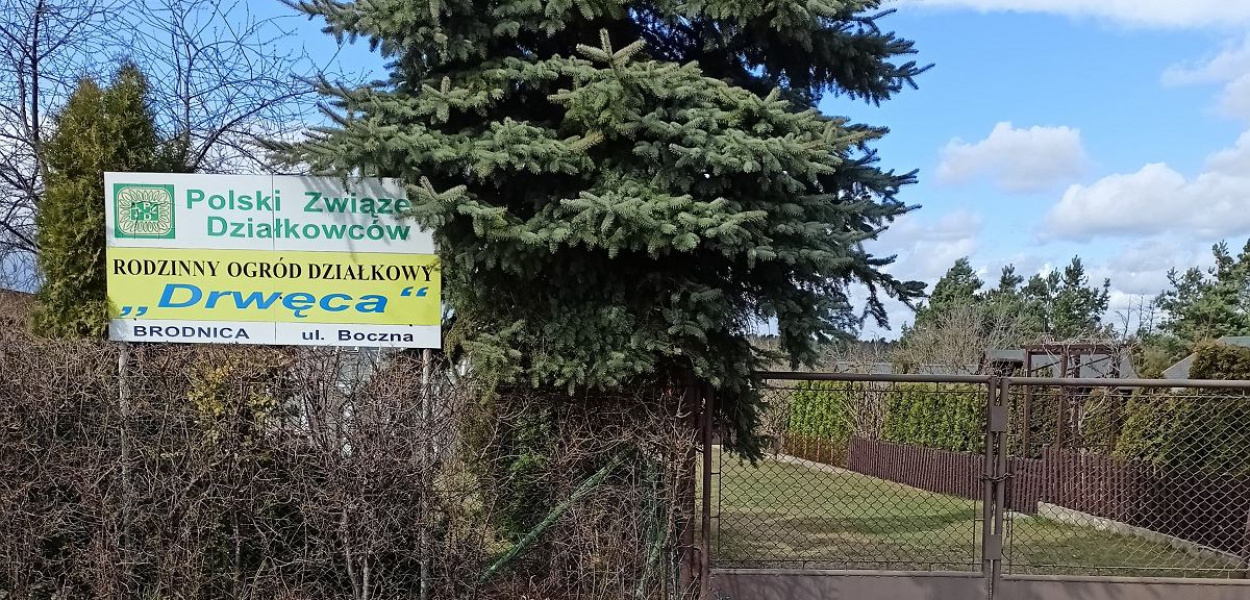 Polski Związe
Działkowców
RODZINNY OGRÓD DZIAŁKOWY
„Drwęca“
BRODNICA ul. Boczna